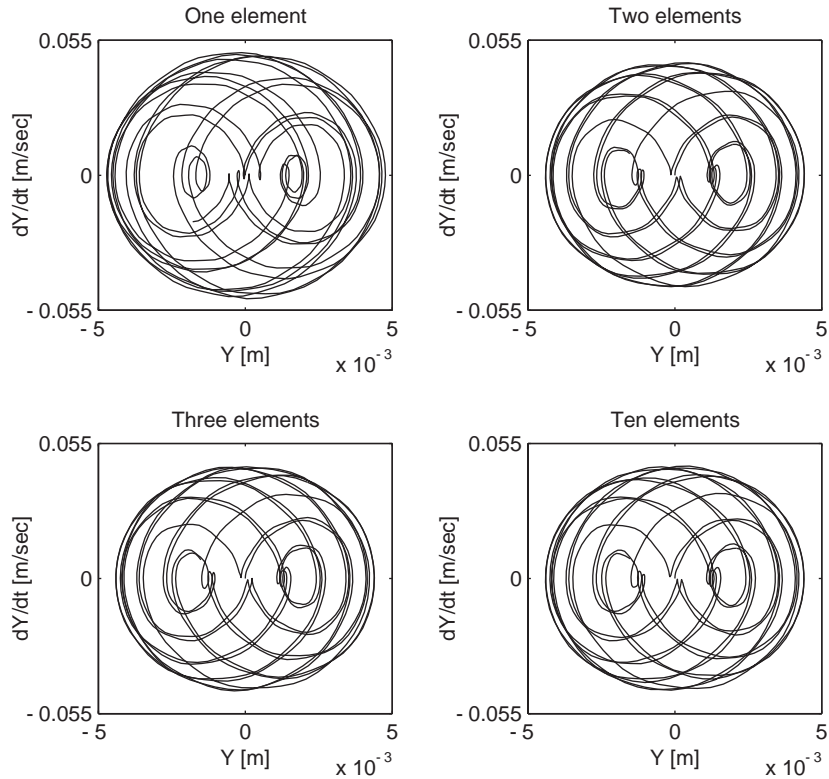 One element
0.055
dY/dt [m/sec]
0
- 0.055
- 5
0
5
Y [m]
x 10 -3
Two elements
0.055
dY/dt [m/sec]
0
- 0.055
- 5
0
5
Y [m]
x 10 -3
Three elements
0.055
dY/dt [m/sec]
0
-0.055
- 5
0
5
Y [m]
x 10 -3
Ten elements
0.055
dY/dt [m/sec]
0
-0.055
- 5
0
5
Y [m]
x 10 -3